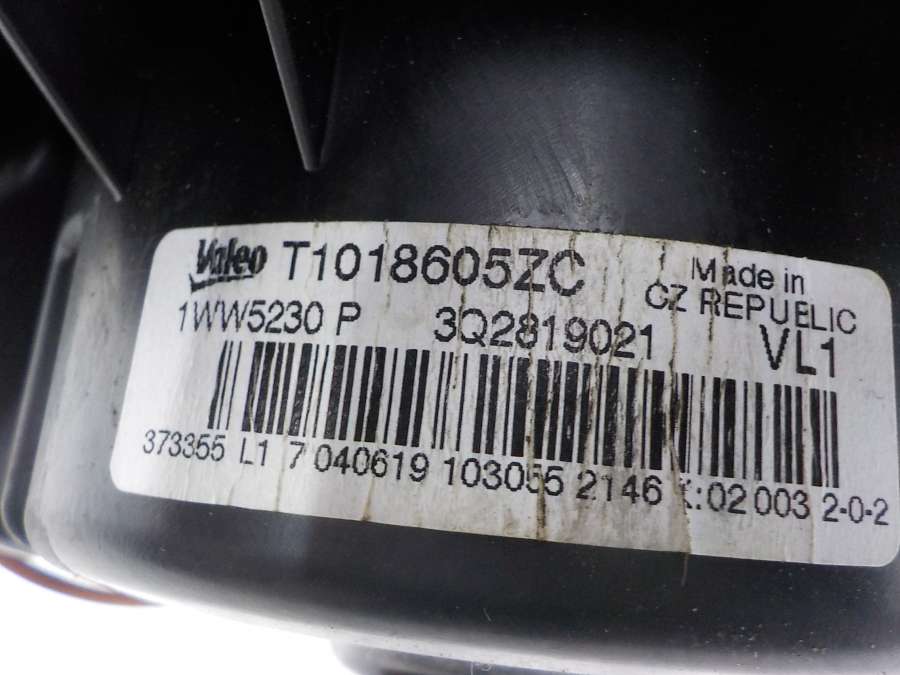 Valeo T1018605ZC Made in
CZ REPUBLIC
1WW5230 P 3Q2819021 VL1
373355 L1 7 040619 103055 2146 K:02 003 2-0-2